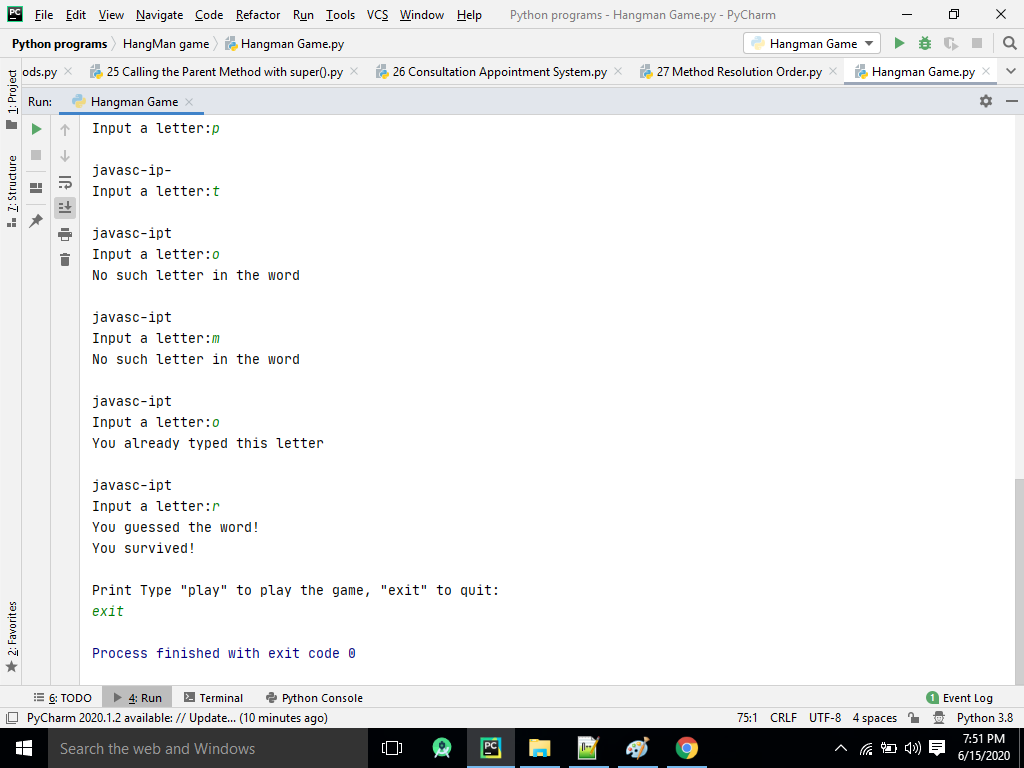 PC File Edit View Navigate Code Refactor Run Tools VCS Window Help Python programs - Hangman Game.py - PyCharm
Python programs HangMan game Hangman Game.py Hangman Game
ods.py 25 Calling the Parent Method with super().py 26 Consultation Appointment System.py 27 Method Resolution Order.py Hangman Game.py
1: Project
7: Structure
2: Favorites
Run: Hangman Game
Input a letter:p
javasc-ip-
Input a letter:t
javasc-ipt
Input a letter:o
No such letter in the word
javasc-ipt
Input a letter:m
No such letter in the word
javasc-ipt
Input a letter:o
You already typed this letter
javasc-ipt
Input a letter:r
You guessed the word!
You survived!
Print Type "play" to play the game, "exit" to quit:
exit
Process finished with exit code 0
6: TODO 4: Run Terminal Python Console 1 Event Log
PyCharm 2020.1.2 available: // Update... (10 minutes ago) 75:1 CRLF UTF-8 4 spaces Python 3.8
Search the web and Windows PC 7:51 PM
6/15/2020